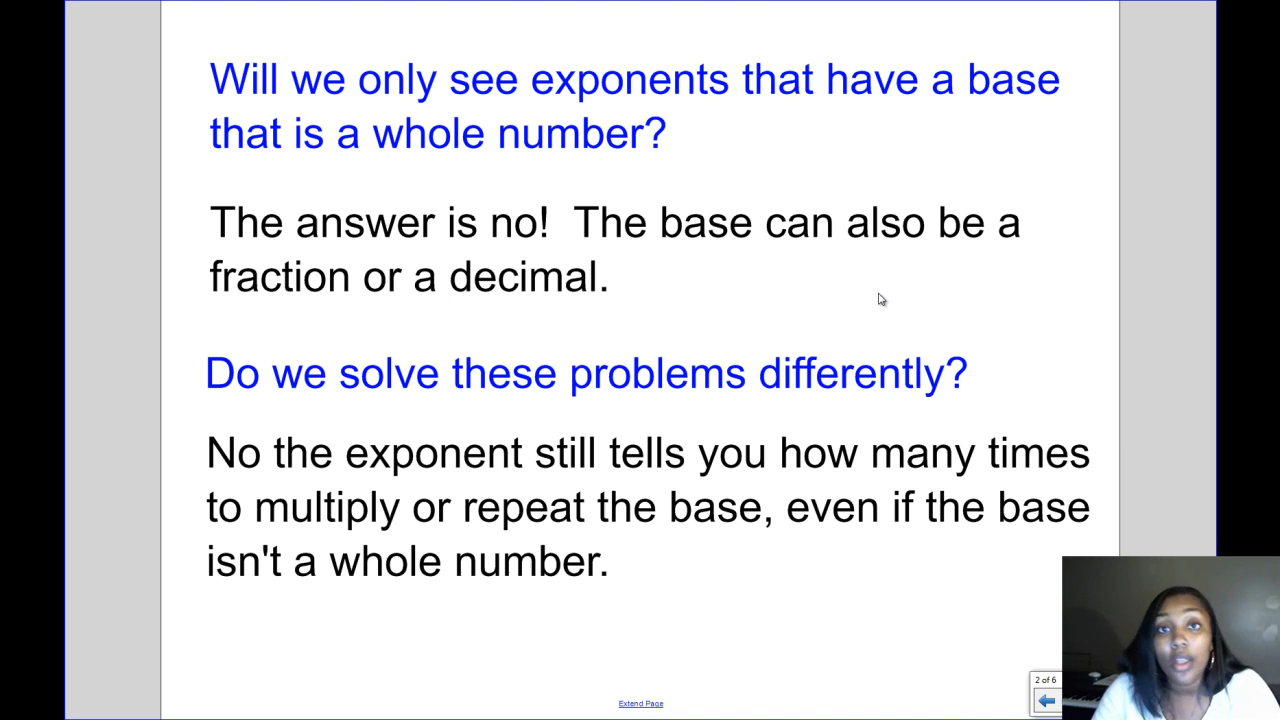 Will we only see exponents that have a base
that is a whole number?
The answer is no!  The base can also be a
fraction or a decimal.
Do we solve these problems differently?
No the exponent still tells you how many times
to multiply or repeat the base, even if the base
isn't a whole number.
2 of 6
Extend Page